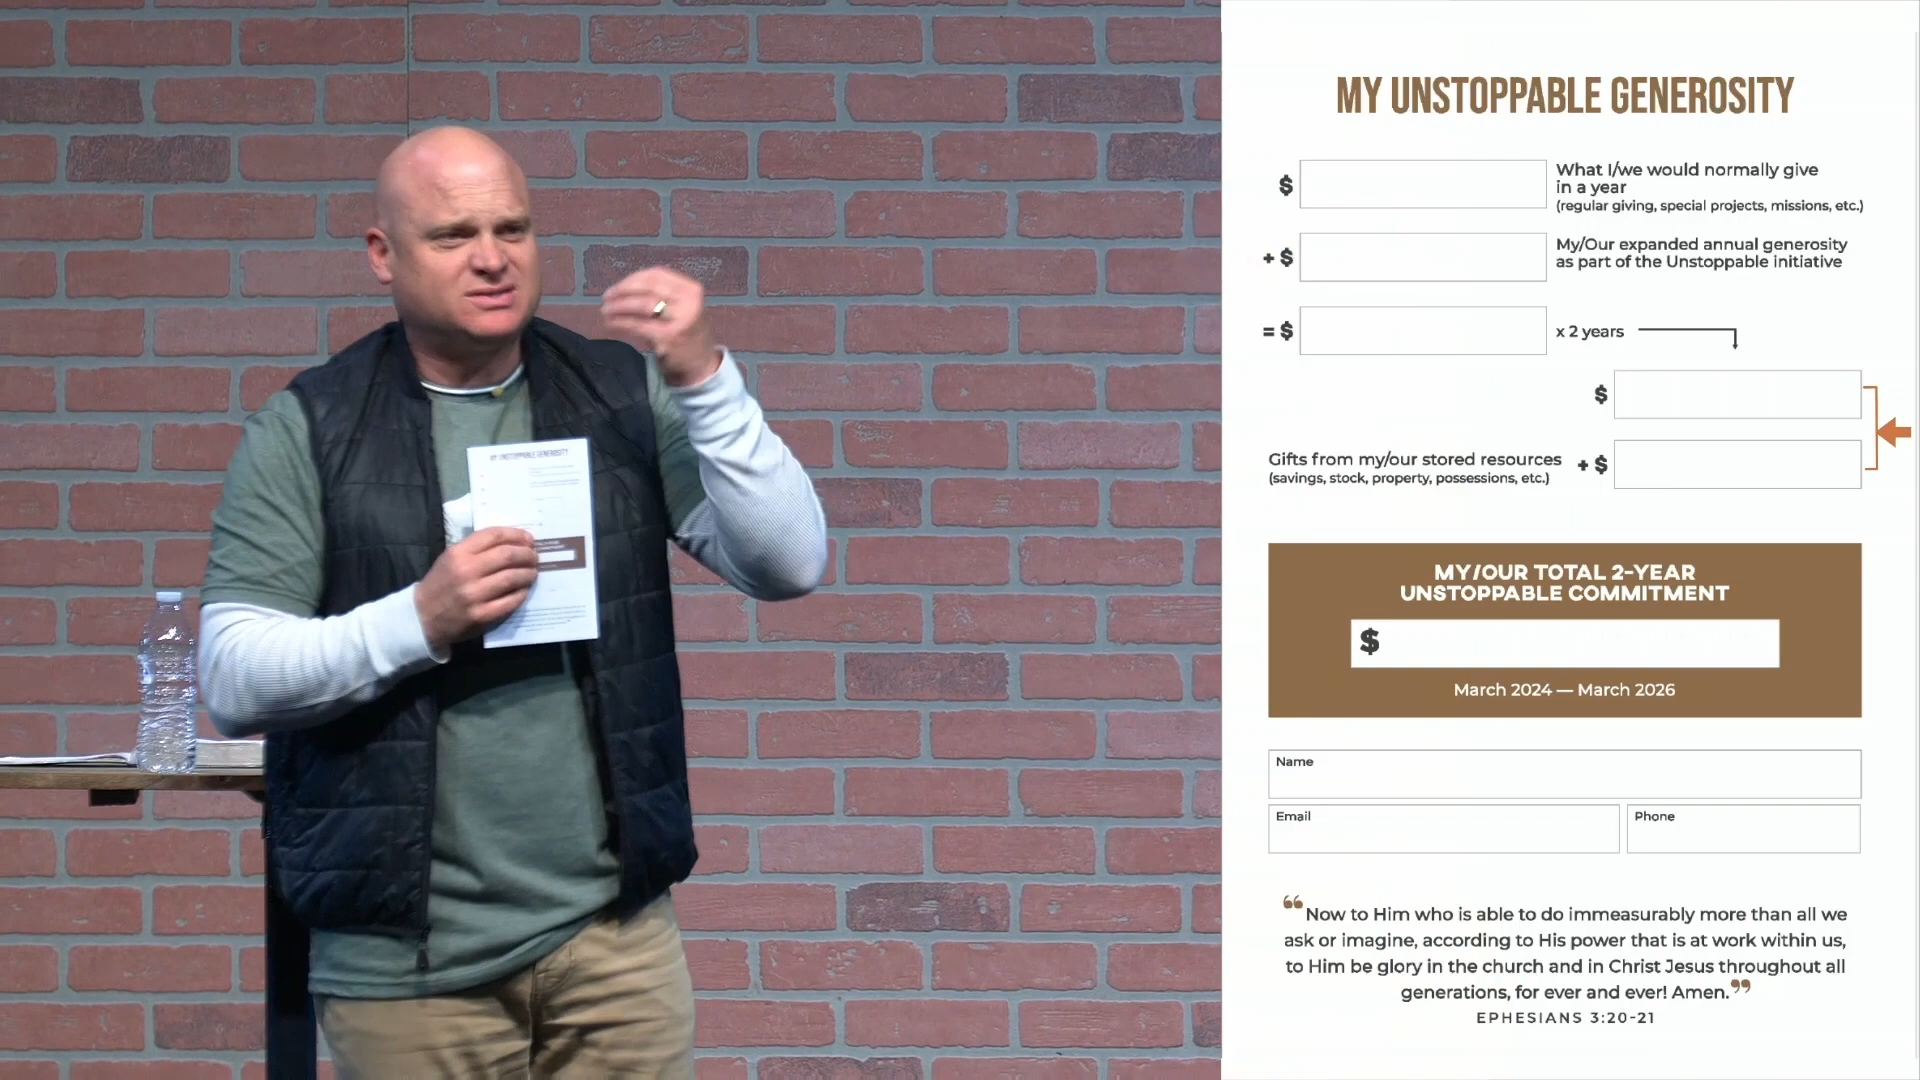 MY UNSTOPPABLE GENEROSITY
$
What I/we would normally give
in a year
(regular giving, special projects, missions, etc.)
+ $
My/Our expanded annual generosity
as part of the Unstoppable initiative
= $
x 2 years
$
Gifts from my/our stored resources
(savings, stock, property, possessions, etc.)
+ $
MY/OUR TOTAL 2-YEAR
UNSTOPPABLE COMMITMENT
$
March 2024 — March 2026
Name
Email
Phone
“Now to Him who is able to do immeasurably more than all we
ask or imagine, according to His power that is at work within us,
to Him be glory in the church and in Christ Jesus throughout all
generations, for ever and ever! Amen.”
EPHESIANS 3:20-21
MY UNSTOPPABLE GENEROSITY